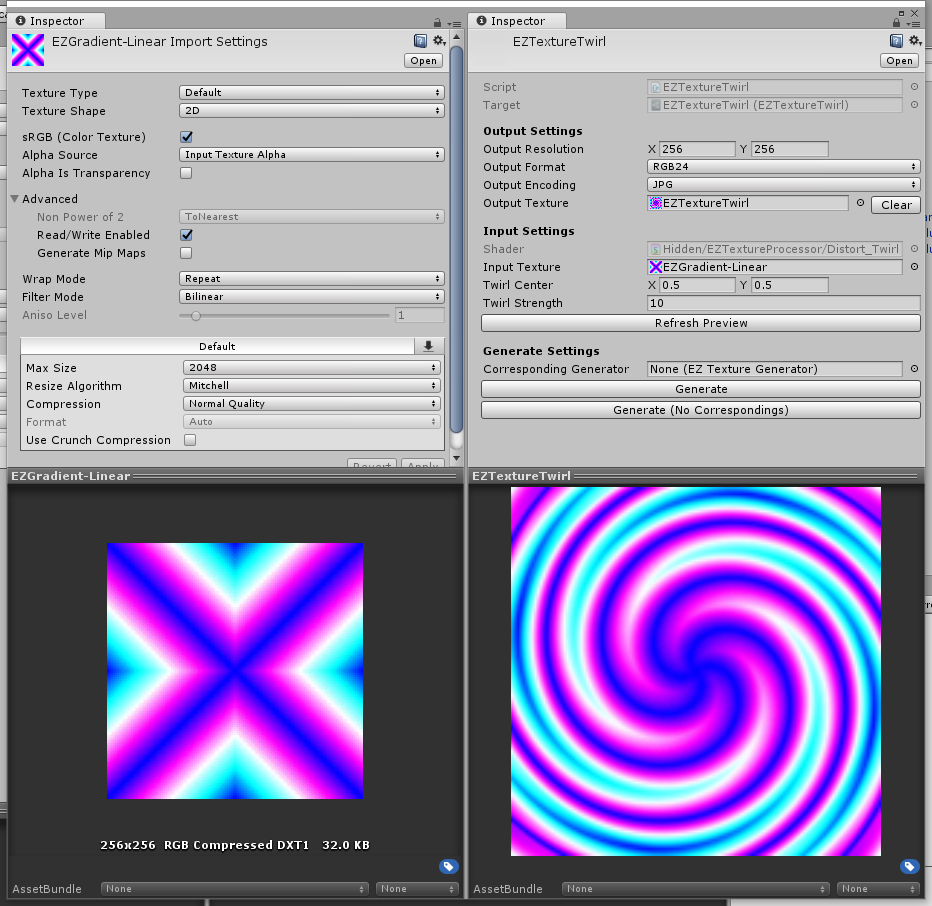 Inspector
EZGradient-Linear Import Settings
Open
Texture Type Default
Texture Shape 2D
sRGB (Color Texture)
Alpha Source Input Texture Alpha
Alpha Is Transparency
Advanced
Non Power of 2 ToNearest
Read/Write Enabled
Generate Mip Maps
Wrap Mode Repeat
Filter Mode Bilinear
Aniso Level 1
Default
Max Size 2048
Resize Algorithm Mitchell
Compression Normal Quality
Format Auto
Use Crunch Compression
Revert Apply
EZGradient-Linear
256x256 RGB Compressed DXT1 32.0 KB
AssetBundle None None
Inspector
EZTextureTwirl
Open
Script EZTextureTwirl
Target EZTextureTwirl (EZTextureTwirl)
Output Settings
Output Resolution X 256 Y 256
Output Format RGB24
Output Encoding JPG
Output Texture EZTextureTwirl Clear
Input Settings
Shader Hidden/EZTextureProcessor/Distort_Twirl
Input Texture EZGradient-Linear
Twirl Center X 0.5 Y 0.5
Twirl Strength 10
Refresh Preview
Generate Settings
Corresponding Generator None (EZ Texture Generator)
Generate
Generate (No Correspondings)
EZTextureTwirl
AssetBundle None None